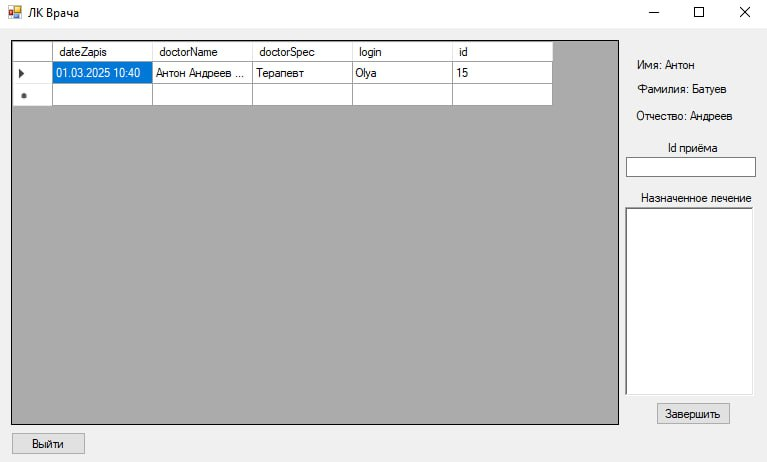 ЛК Врача
dateZapis doctorName doctorSpec login id
01.03.2025 10:40 Антон Андреев ... Терапевт Olya 15
Имя: Антон
Фамилия: Батуев
Отчество: Андреев
Id приёма
Назначенное лечение
Завершить
Выйти